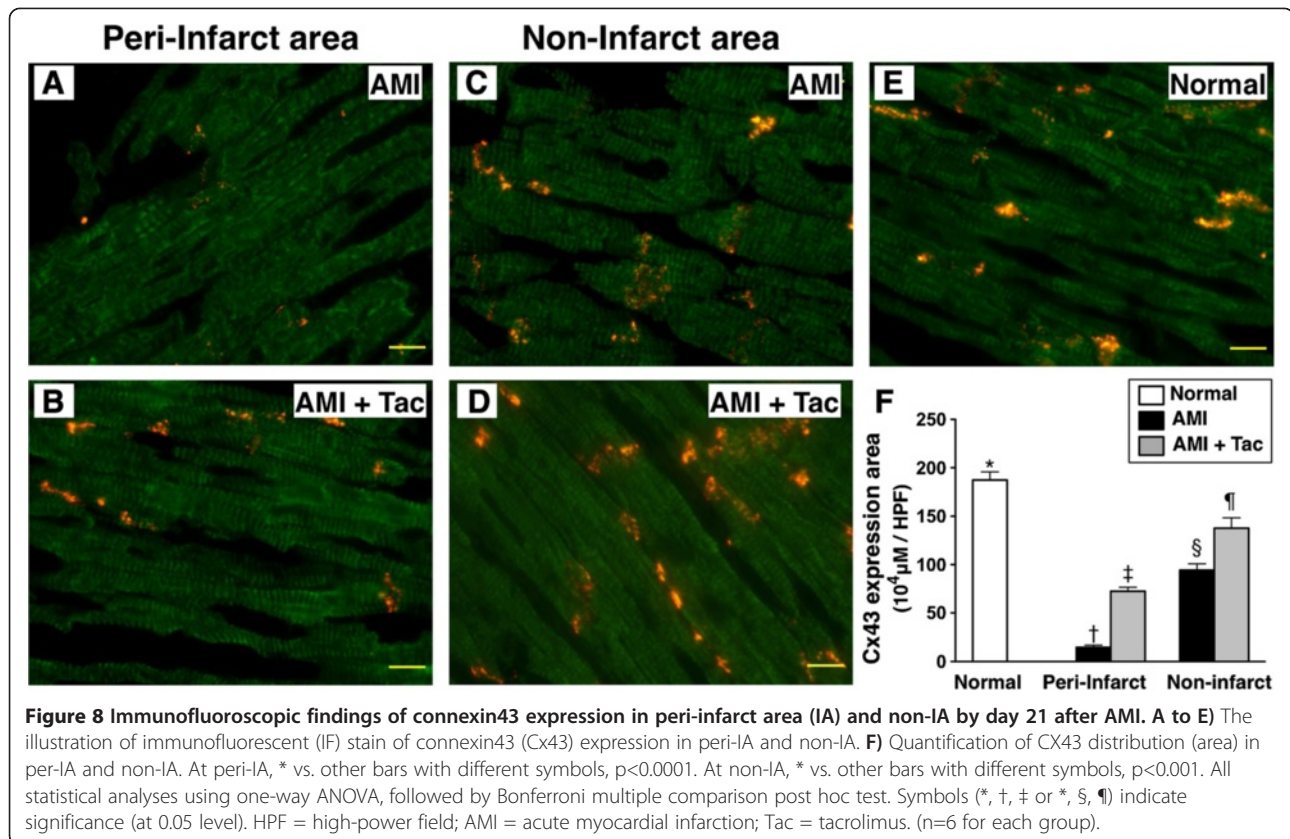 Peri-Infarct area
Non-Infarct area
A
AMI
C
AMI
E
Normal
B
AMI + Tac
D
AMI + Tac
F
Normal
AMI
AMI + Tac
Cx43 expression area
(10⁴µM / HPF)
250
200
150
100
50
0
*
†
‡
§
¶
Normal
Peri-Infarct
Non-infarct
Figure 8 Immunofluoroscopic findings of connexin43 expression in peri-infarct area (IA) and non-IA by day 21 after AMI. A to E) The
illustration of immunofluorescent (IF) stain of connexin43 (Cx43) expression in peri-IA and non-IA. F) Quantification of CX43 distribution (area) in
per-IA and non-IA. At peri-IA, * vs. other bars with different symbols, p<0.0001. At non-IA, * vs. other bars with different symbols, p<0.001. All
statistical analyses using one-way ANOVA, followed by Bonferroni multiple comparison post hoc test. Symbols (*, †, ‡ or *, §, ¶) indicate
significance (at 0.05 level). HPF = high-power field; AMI = acute myocardial infarction; Tac = tacrolimus. (n=6 for each group).